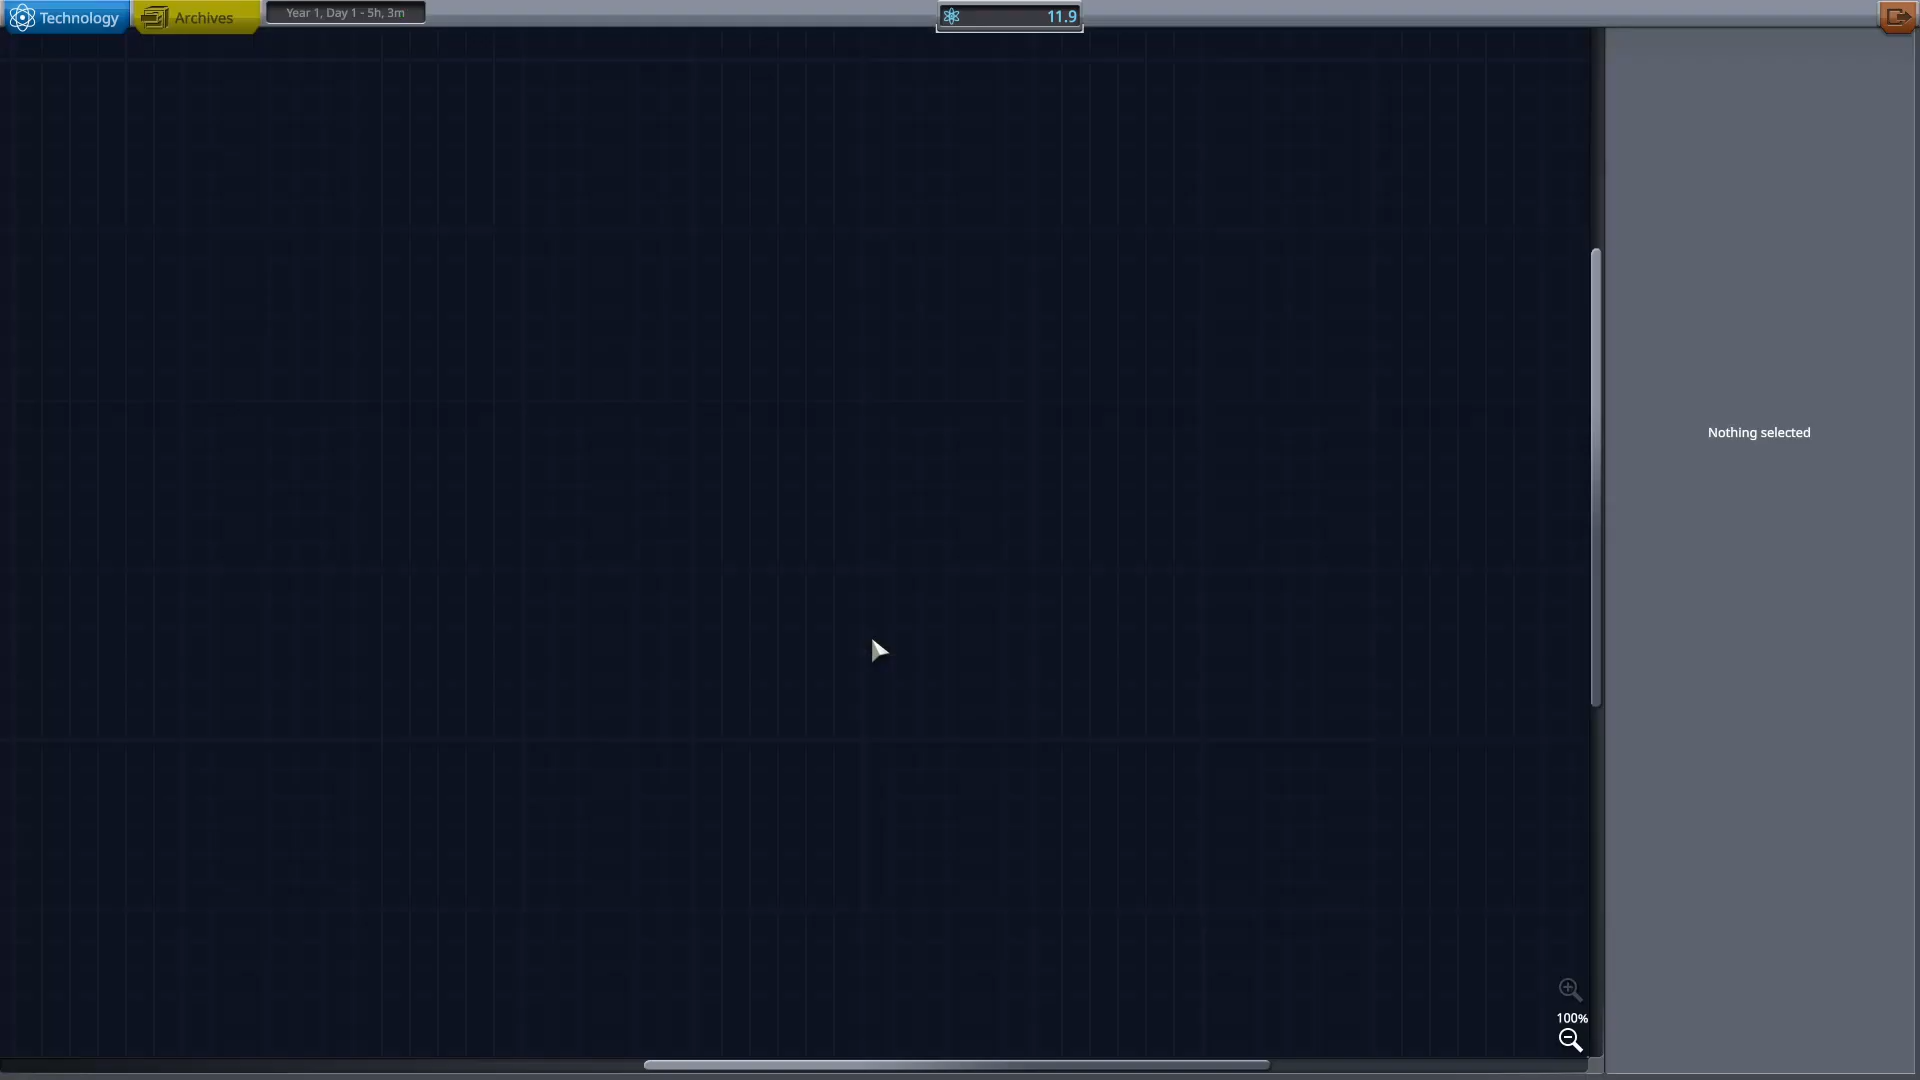 Technology
Archives
Year 1, Day 1 - 5h, 3m
11.9
Nothing selected
100%